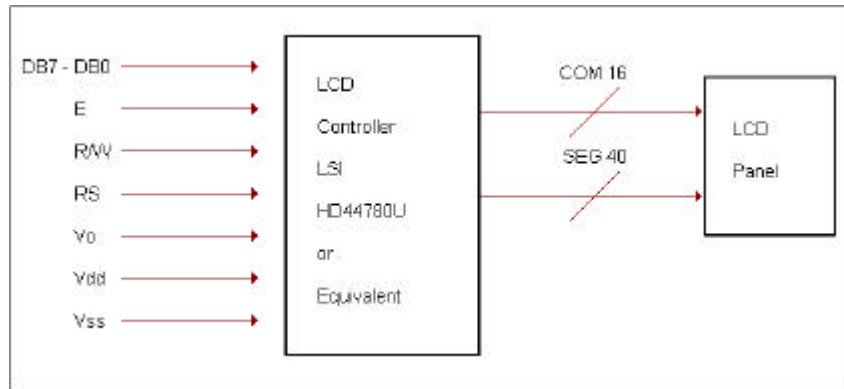 DB7 - DB0
E
R/W
RS
Vo
Vdd
Vss
LCD
Controller
LSI
HD44780U
or
Equivalent
COM 16
SEG 40
LCD
Panel